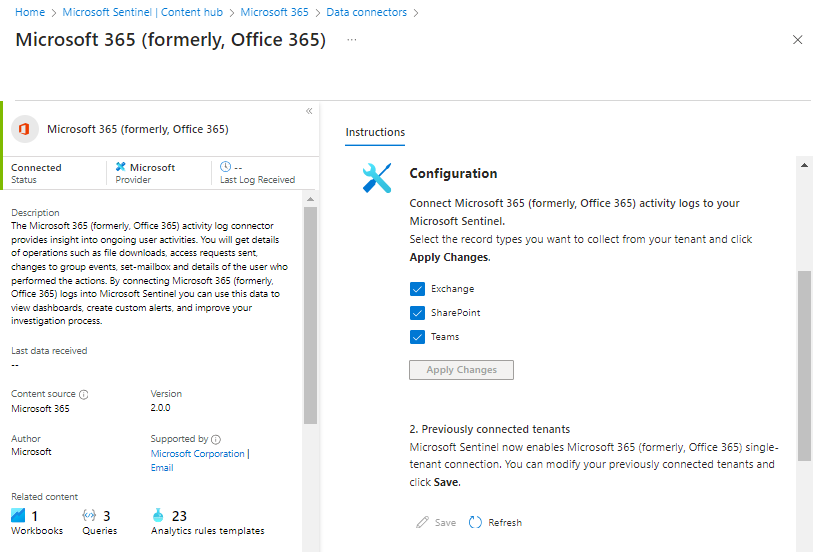 Home > Microsoft Sentinel | Content hub > Microsoft 365 > Data connectors >
Microsoft 365 (formerly, Office 365) ...
«
Microsoft 365 (formerly, Office 365)
Connected
Status
Microsoft
Provider
--
Last Log Received
Description
The Microsoft 365 (formerly, Office 365) activity log connector
provides insight into ongoing user activities. You will get details
of operations such as file downloads, access requests sent,
changes to group events, set-mailbox and details of the user who
performed the actions. By connecting Microsoft 365 (formerly,
Office 365) logs into Microsoft Sentinel you can use this data to
view dashboards, create custom alerts, and improve your
investigation process.
Last data received
--
Content source
Microsoft 365
Version
2.0.0
Author
Microsoft
Supported by
Microsoft Corporation |
Email
Related content
1
Workbooks
3
Queries
23
Analytics rules templates
Instructions
Configuration
Connect Microsoft 365 (formerly, Office 365) activity logs to your
Microsoft Sentinel.
Select the record types you want to collect from your tenant and click
Apply Changes.
Exchange
SharePoint
Teams
Apply Changes
2. Previously connected tenants
Microsoft Sentinel now enables Microsoft 365 (formerly, Office 365) single-
tenant connection. You can modify your previously connected tenants and
click Save.
Save
Refresh